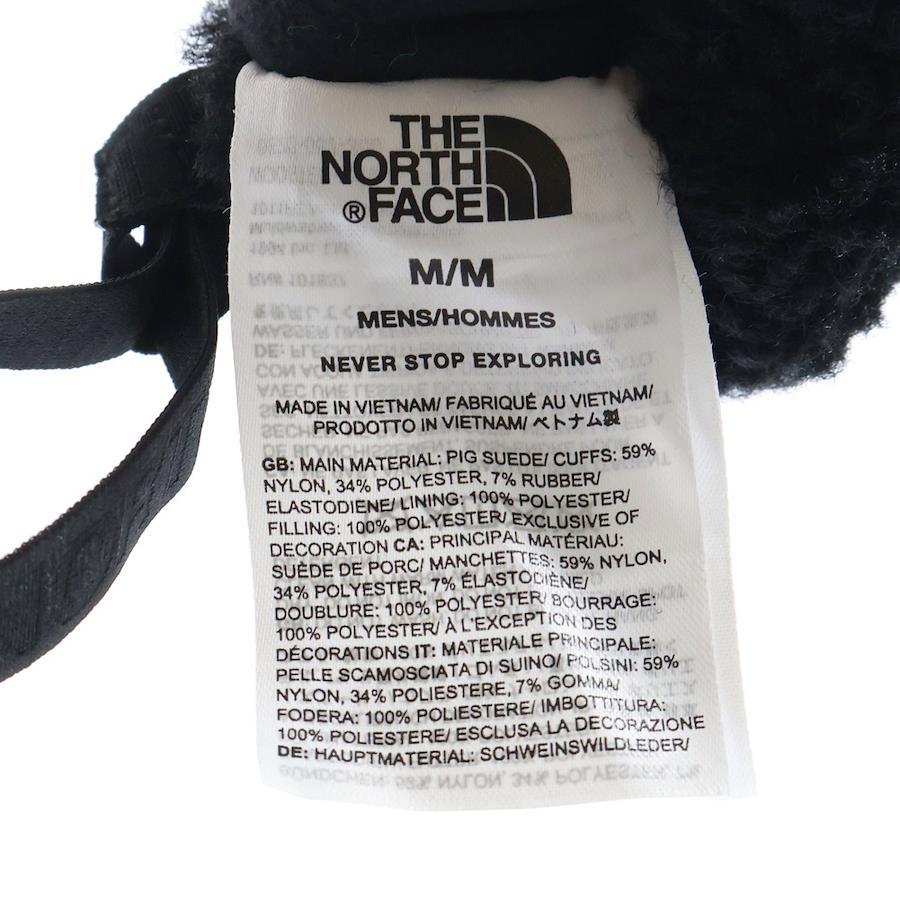 THE
NORTH
® FACE
M/M
MENS/HOMMES
NEVER STOP EXPLORING
MADE IN VIETNAM/ FABRIQUÉ AU VIETNAM/
PRODOTTO IN VIETNAM/ ベトナム製
GB: MAIN MATERIAL: PIG SUEDE/ CUFFS: 59%
NYLON, 34% POLYESTER, 7% RUBBER/
ELASTODIENE/ LINING: 100% POLYESTER/
FILLING: 100% POLYESTER/ EXCLUSIVE OF
DECORATION CA: PRINCIPAL MATÉRIAU:
SUÈDE DE PORC/ MANCHETTES: 59% NYLON,
34% POLYESTER, 7% ÉLASTODIÈNE/
DOUBLURE: 100% POLYESTER/ BOURRAGE:
100% POLYESTER/ À L'EXCEPTION DES
DÉCORATIONS IT: MATERIALE PRINCIPALE:
PELLE SCAMOSCIATA DI SUINO/ POLSINI: 59%
NYLON, 34% POLIESTERE, 7% GOMMA/
FODERA: 100% POLIESTERE/ IMBOTTITURA:
100% POLIESTERE/ ESCLUSA LA DECORAZIONE
DE: HAUPTMATERIAL: SCHWEINSWILDLEDER/